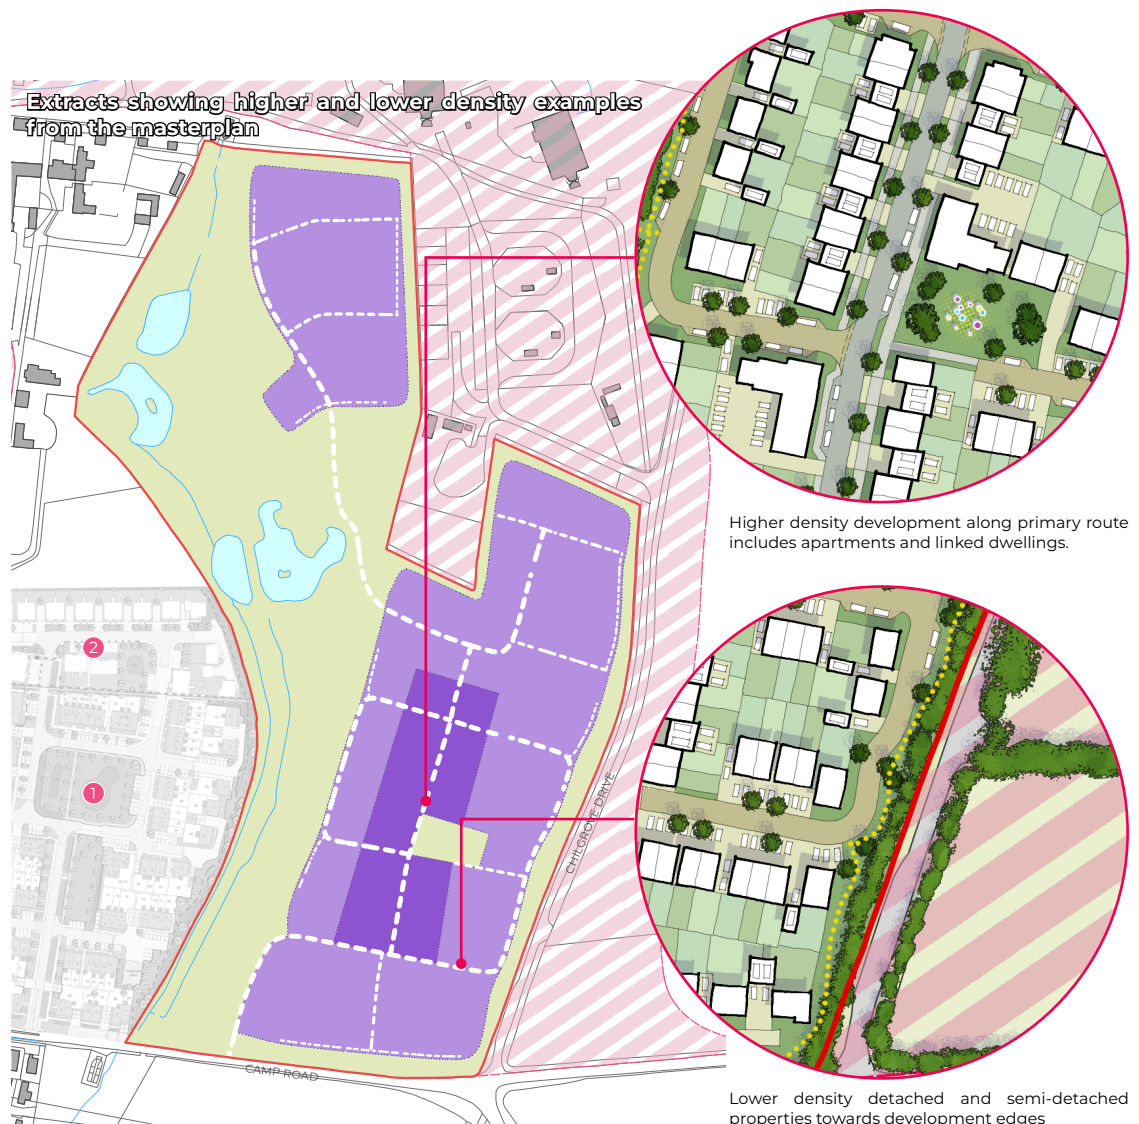 Extracts showing higher and lower density examples
from the masterplan
Higher density development along primary route
includes apartments and linked dwellings.
2
1
CHILGROVE DRIVE
CAMP ROAD
Lower density detached and semi-detached
properties towards development edges